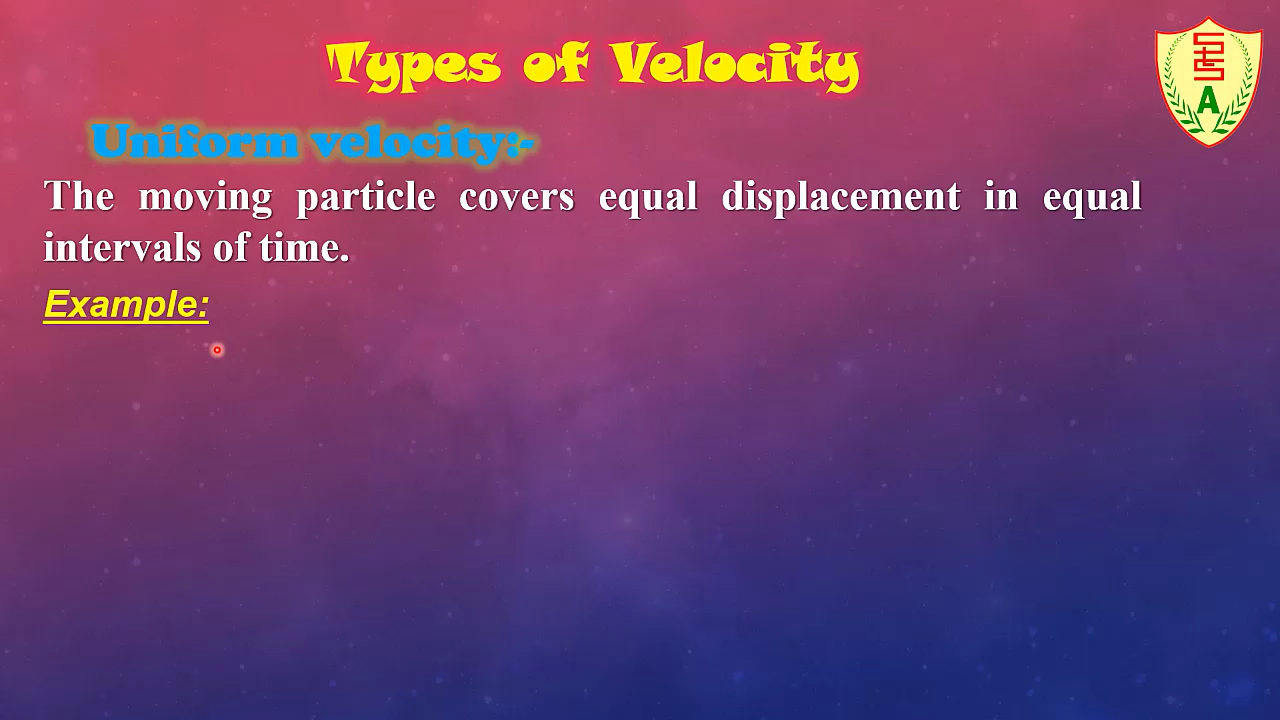 Types of Velocity
Uniform velocity:-
The moving particle covers equal displacement in equal
intervals of time.
Example:
A